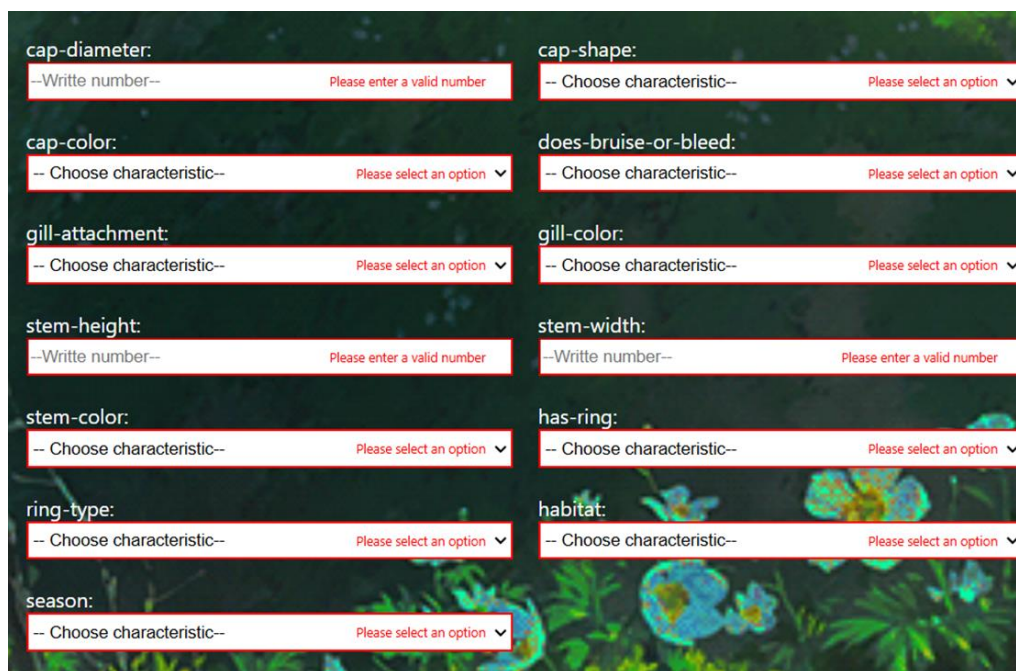 cap-diameter: cap-shape:
--Writte number-- Please enter a valid number -- Choose characteristic-- Please select an option
cap-color: does-bruise-or-bleed:
-- Choose characteristic-- Please select an option -- Choose characteristic-- Please select an option
gill-attachment: gill-color:
-- Choose characteristic-- Please select an option -- Choose characteristic-- Please select an option
stem-height: stem-width:
--Writte number-- Please enter a valid number --Writte number-- Please enter a valid number
stem-color: has-ring:
-- Choose characteristic-- Please select an option -- Choose characteristic-- Please select an option
ring-type: habitat:
-- Choose characteristic-- Please select an option -- Choose characteristic-- Please select an option
season:
-- Choose characteristic-- Please select an option